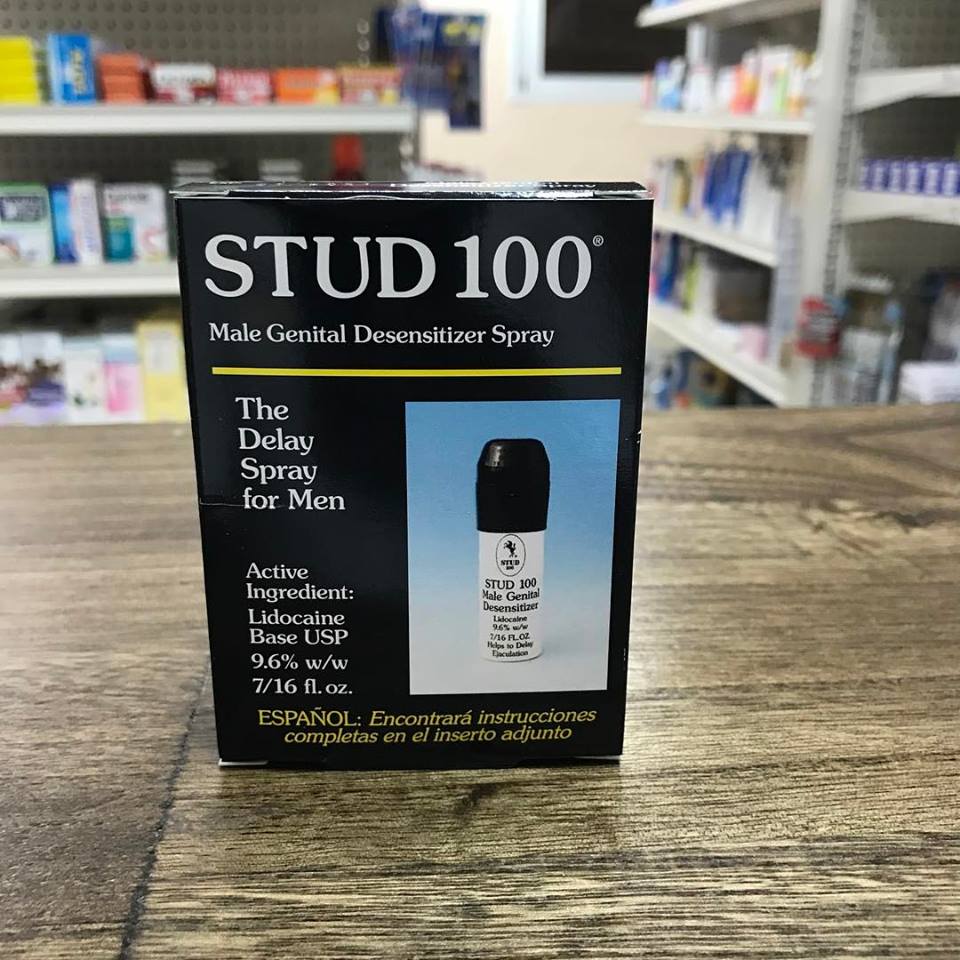 STUD 100®
Male Genital Desensitizer Spray
The
Delay
Spray
for Men
Active
Ingredient:
Lidocaine
Base USP
9.6% w/w
7/16 fl. oz.
STUD
100
STUD 100
Male Genital
Desensitizer
Lidocaine
9.6% w/w
7/16 FL.OZ.
Helps to Delay
Ejaculation
ESPAÑOL: Encontrará instrucciones
completas en el inserto adjunto